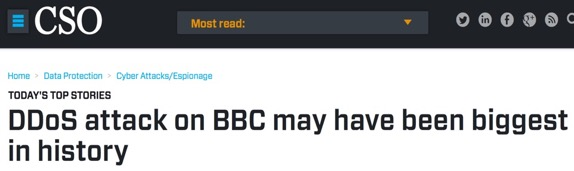 CSO
Most read:
Home > Data Protection > Cyber Attacks/Espionage
TODAY'S TOP STORIES
DDoS attack on BBC may have been biggest
in history